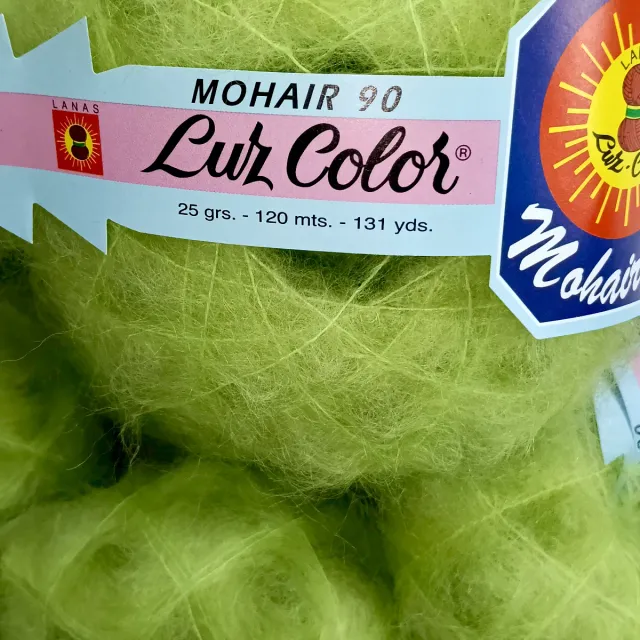 MOHAIR 90
LANAS
Luz Color®
25 grs. - 120 mts. - 131 yds.
Mohair